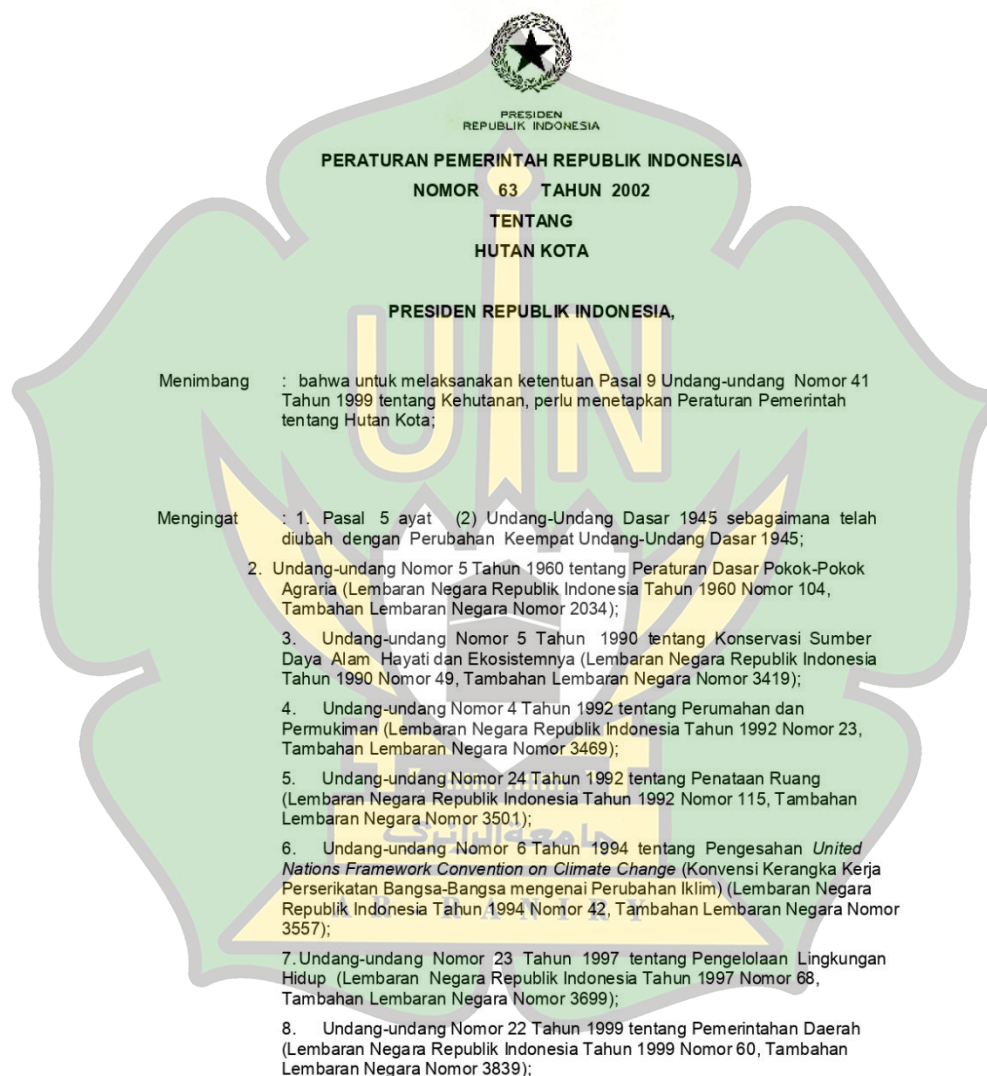 PRESIDEN
REPUBLIK INDONESIA
PERATURAN PEMERINTAH REPUBLIK INDONESIA
NOMOR 63 TAHUN 2002
TENTANG
HUTAN KOTA
PRESIDEN REPUBLIK INDONESIA,
UIN
Menimbang : bahwa untuk melaksanakan ketentuan Pasal 9 Undang-undang Nomor 41
Tahun 1999 tentang Kehutanan, perlu menetapkan Peraturan Pemerintah
tentang Hutan Kota;
Mengingat : 1. Pasal 5 ayat (2) Undang-Undang Dasar 1945 sebagaimana telah
diubah dengan Perubahan Keempat Undang-Undang Dasar 1945;
2. Undang-undang Nomor 5 Tahun 1960 tentang Peraturan Dasar Pokok-Pokok
Agraria (Lembaran Negara Republik Indonesia Tahun 1960 Nomor 104,
Tambahan Lembaran Negara Nomor 2034);
3. Undang-undang Nomor 5 Tahun 1990 tentang Konservasi Sumber
Daya Alam Hayati dan Ekosistemnya (Lembaran Negara Republik Indonesia
Tahun 1990 Nomor 49, Tambahan Lembaran Negara Nomor 3419);
4. Undang-undang Nomor 4 Tahun 1992 tentang Perumahan dan
Permukiman (Lembaran Negara Republik Indonesia Tahun 1992 Nomor 23,
Tambahan Lembaran Negara Nomor 3469);
5. Undang-undang Nomor 24 Tahun 1992 tentang Penataan Ruang
(Lembaran Negara Republik Indonesia Tahun 1992 Nomor 115, Tambahan
Lembaran Negara Nomor 3501);
جامعة الرانري
6. Undang-undang Nomor 6 Tahun 1994 tentang Pengesahan United
Nations Framework Convention on Climate Change (Konvensi Kerangka Kerja
Perserikatan Bangsa-Bangsa mengenai Perubahan Iklim) (Lembaran Negara
Republik Indonesia Tahun 1994 Nomor 42, Tambahan Lembaran Negara Nomor
3557);
AR-RANIRY
7. Undang-undang Nomor 23 Tahun 1997 tentang Pengelolaan Lingkungan
Hidup (Lembaran Negara Republik Indonesia Tahun 1997 Nomor 68,
Tambahan Lembaran Negara Nomor 3699);
8. Undang-undang Nomor 22 Tahun 1999 tentang Pemerintahan Daerah
(Lembaran Negara Republik Indonesia Tahun 1999 Nomor 60, Tambahan
Lembaran Negara Nomor 3839);